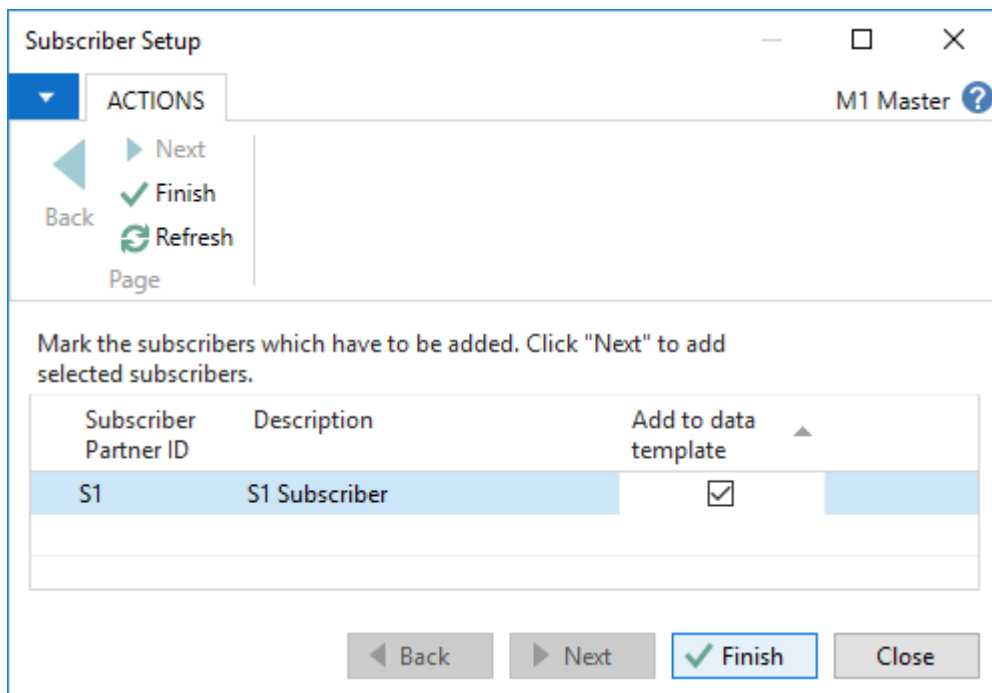 Subscriber Setup
ACTIONS
M1 Master ?
Back
Next
Finish
Refresh
Page
Mark the subscribers which have to be added. Click "Next" to add
selected subscribers.
Subscriber Partner ID
Description
Add to data template
S1
S1 Subscriber
Back
Next
Finish
Close